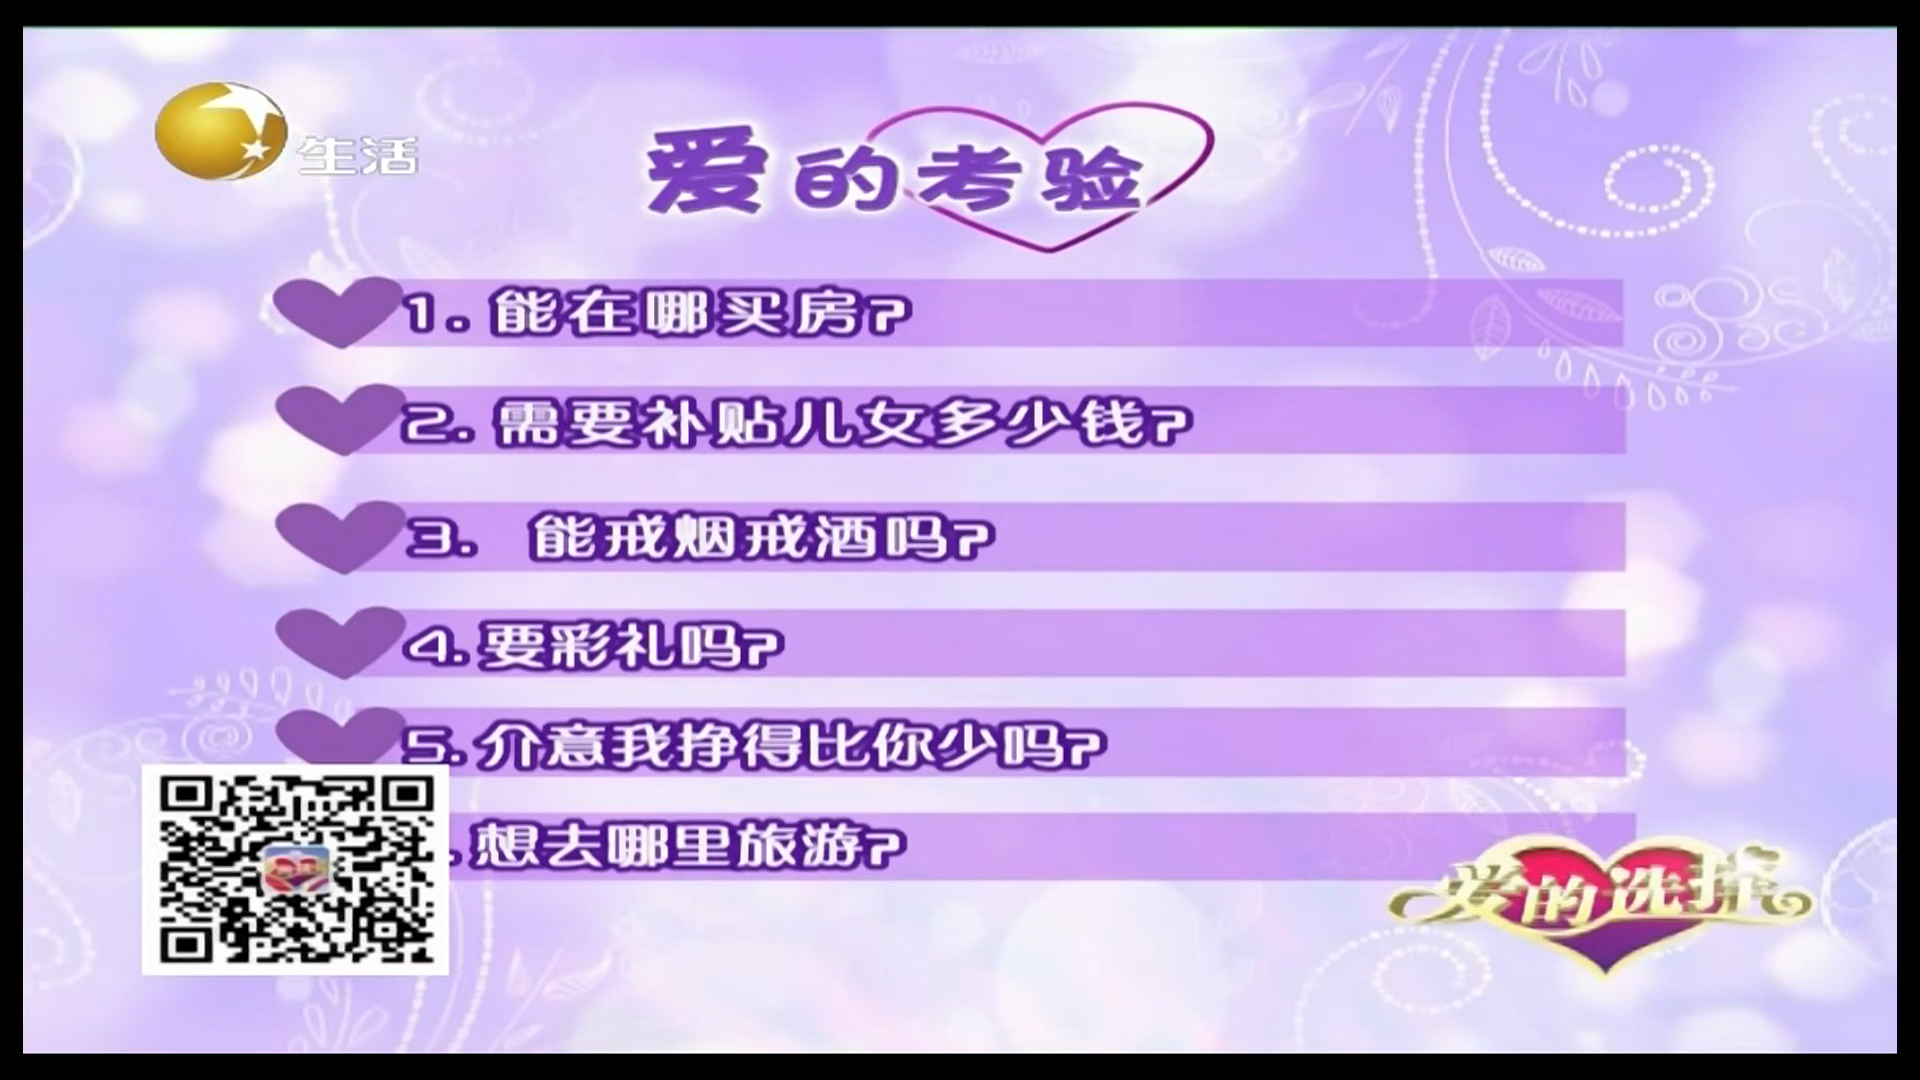 生活
爱的考验
1.能在哪买房?
2.需要补贴儿女多少钱?
3. 能戒烟戒酒吗?
4.要彩礼吗?
5.介意我挣得比你少吗?
.想去哪里旅游?
爱的选择